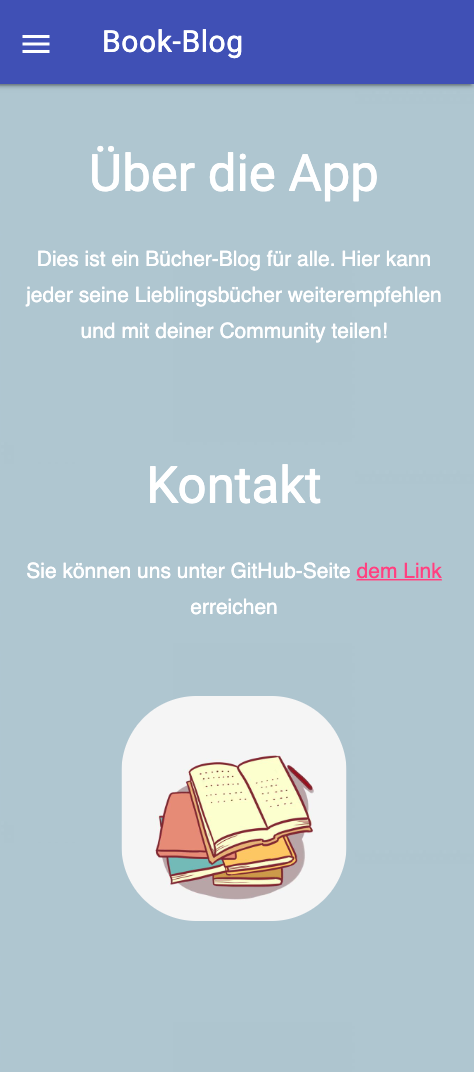 Book-Blog
Über die App
Dies ist ein Bücher-Blog für alle. Hier kann
jeder seine Lieblingsbücher weiterempfehlen
und mit deiner Community teilen!
Kontakt
Sie können uns unter GitHub-Seite dem Link
erreichen